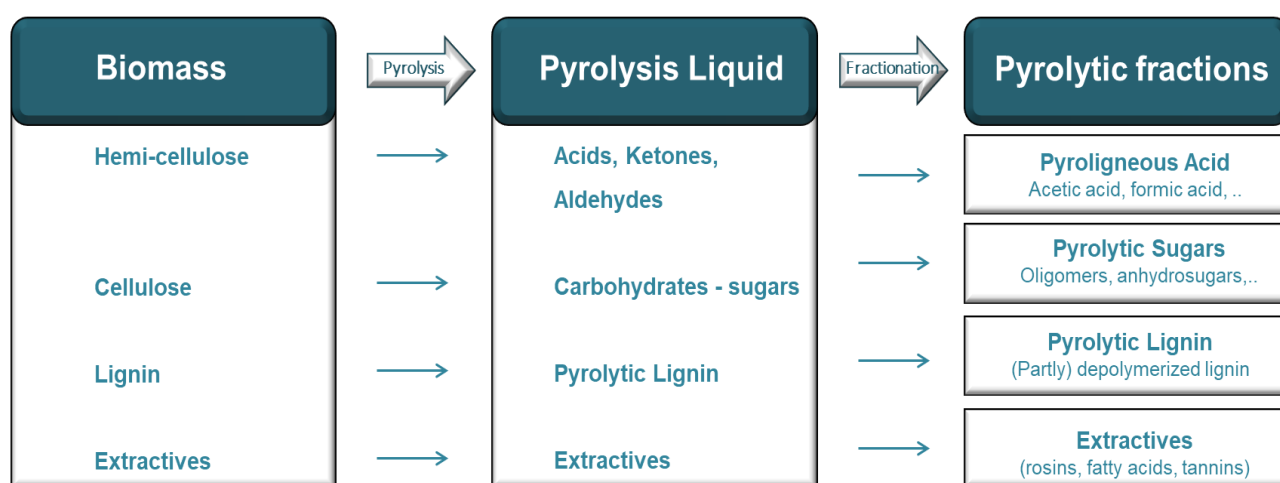 Biomass
Pyrolysis
Pyrolysis Liquid
Fractionation
Pyrolytic fractions
Hemi-cellulose
Acids, Ketones,
Aldehydes
Pyroligneous Acid
Acetic acid, formic acid, ..
Cellulose
Carbohydrates - sugars
Pyrolytic Sugars
Oligomers, anhydrosugars,..
Lignin
Pyrolytic Lignin
Pyrolytic Lignin
(Partly) depolymerized lignin
Extractives
Extractives
Extractives
(rosins, fatty acids, tannins)